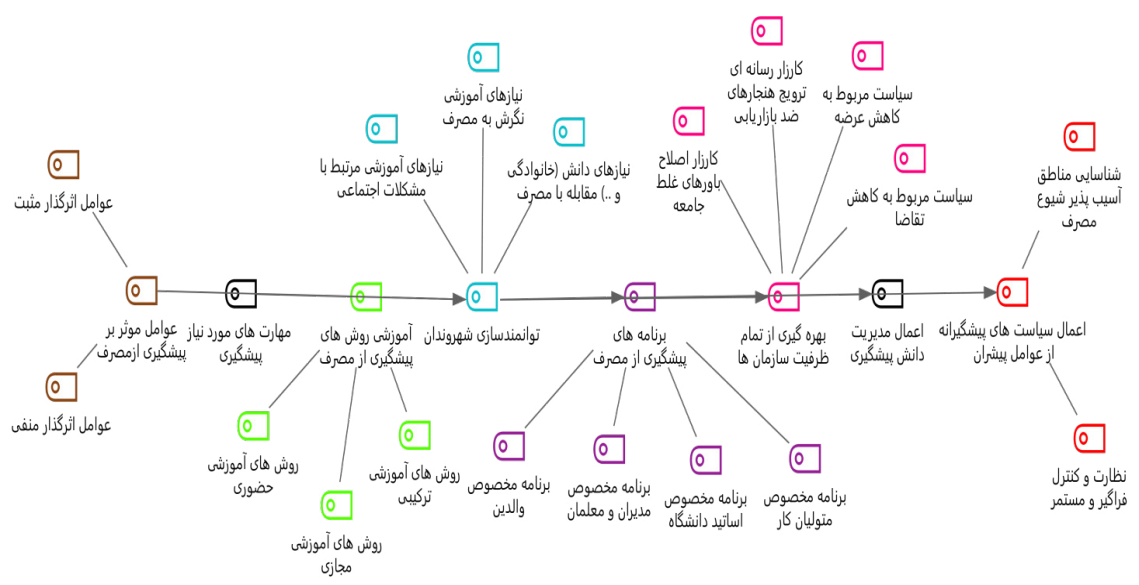 کارزار رسانه ای
ترویج هنجارهای
ضد بازاریابی
سیاست مربوط به
کاهش عرضه
نیازهای آموزشی
نگرش به مصرف
نیازهای آموزشی مرتبط با
مشکلات اجتماعی
نیازهای دانش (خانوادگی
و ..) مقابله با مصرف
کارزار اصلاح
باورهای غلط
جامعه
سیاست مربوط به کاهش
تقاضا
شناسایی مناطق
آسیب پذیر شیوع
مصرف
عوامل اثرگذار مثبت
عوامل موثر بر
پیشگیری ازمصرف
مهارت های مورد نیاز
پیشگیری
آموزشی روش های
پیشگیری از مصرف
توانمندسازی شهروندان
برنامه های
پیشگیری از مصرف
بهره گیری از تمام
ظرفیت سازمان ها
اعمال مدیریت
دانش پیشگیری
اعمال سیاست های پیشگیرانه
از عوامل پیشران
عوامل اثرگذار منفی
روش های آموزشی
حضوری
روش های آموزشی
مجازی
روش های آموزشی
ترکیبی
برنامه مخصوص
والدین
برنامه مخصوص
مدیران و معلمان
برنامه مخصوص
اساتید دانشگاه
برنامه مخصوص
متولیان کار
نظارت و کنترل
فراگیر و مستمر